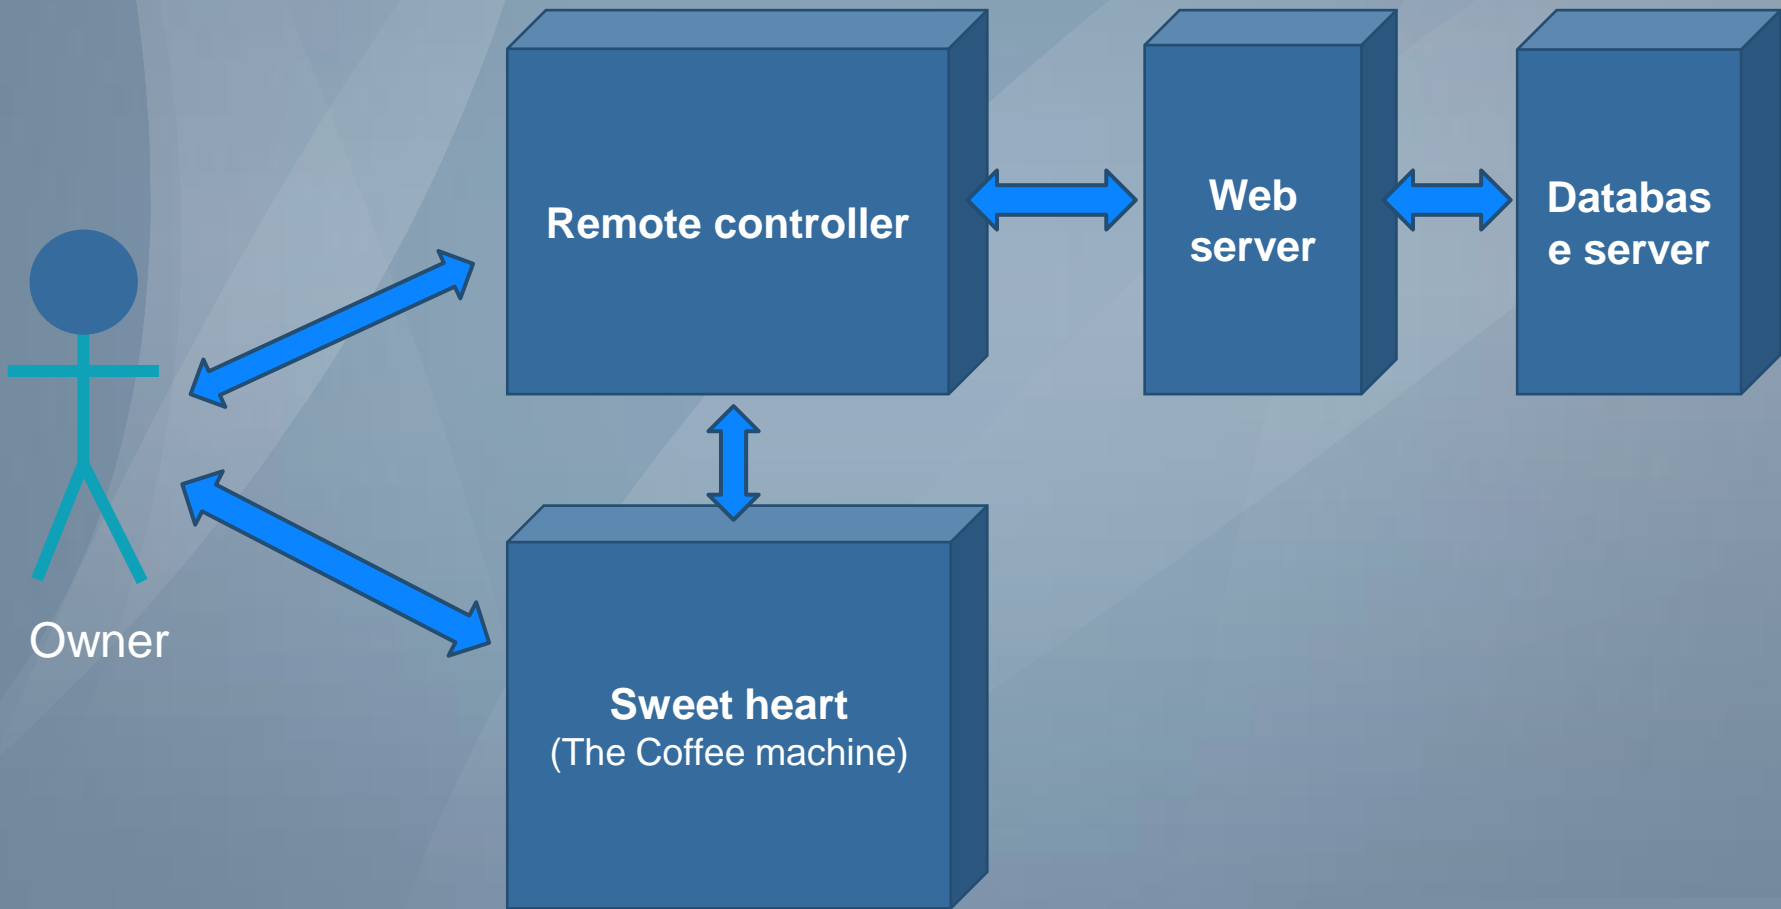 Remote controller
Web
server
Databas
e server
Owner
Sweet heart
(The Coffee machine)